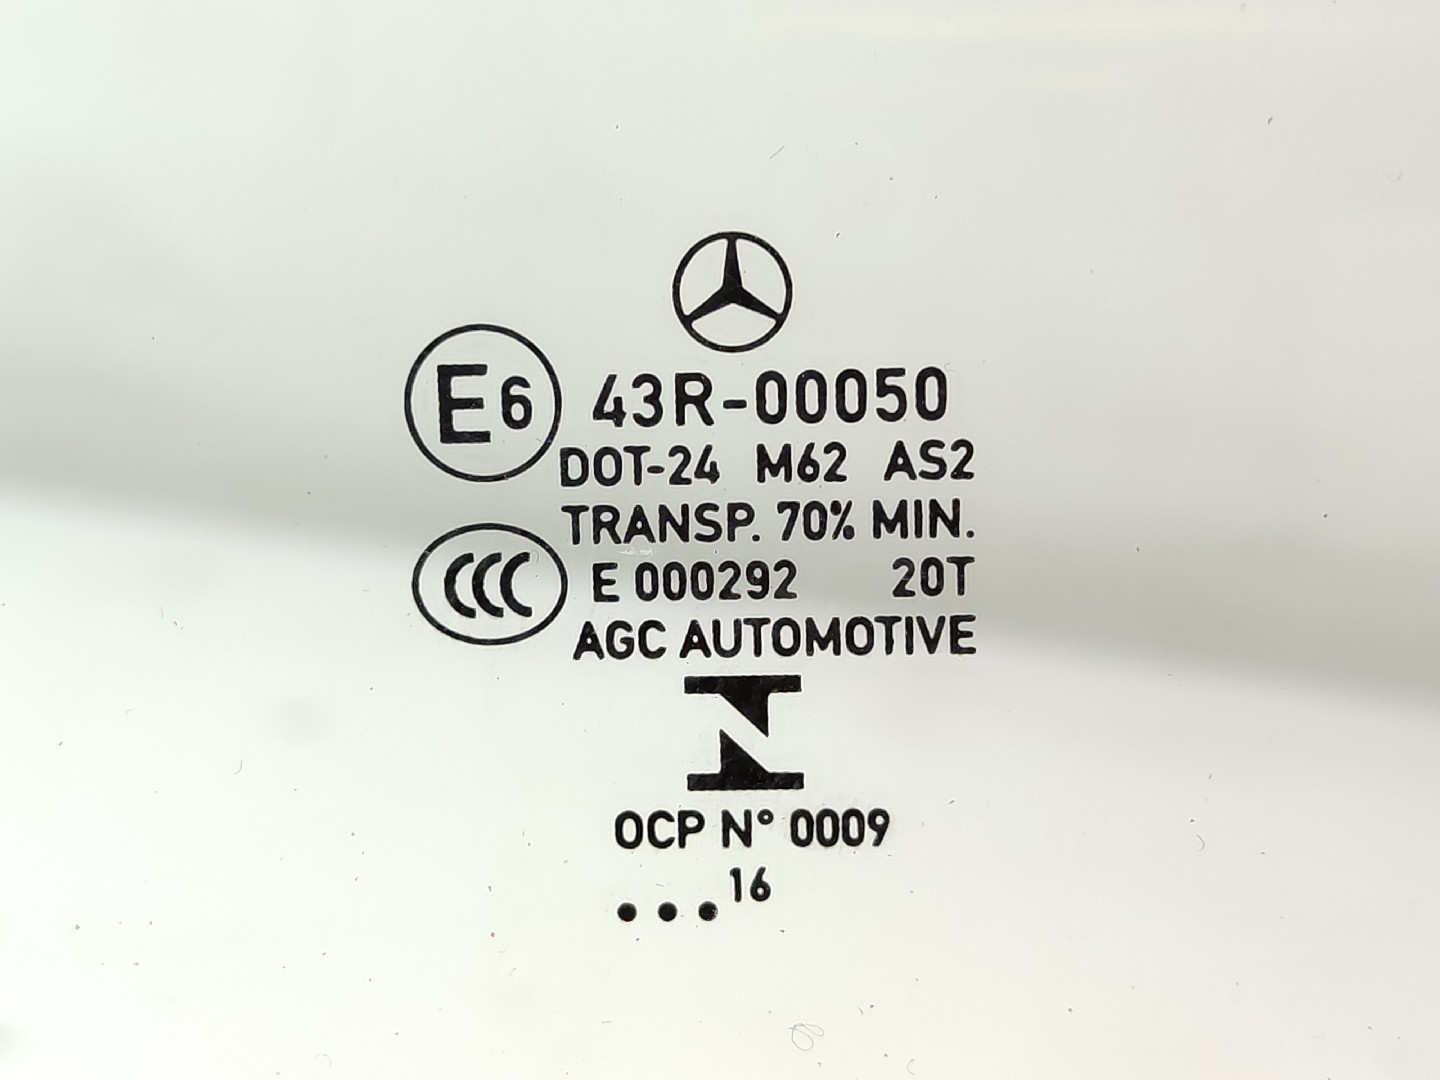 E6 43R-00050
DOT-24 M62 AS2
TRANSP. 70% MIN.
CCC E 000292 20T
AGC AUTOMOTIVE
OCP N° 0009
...16